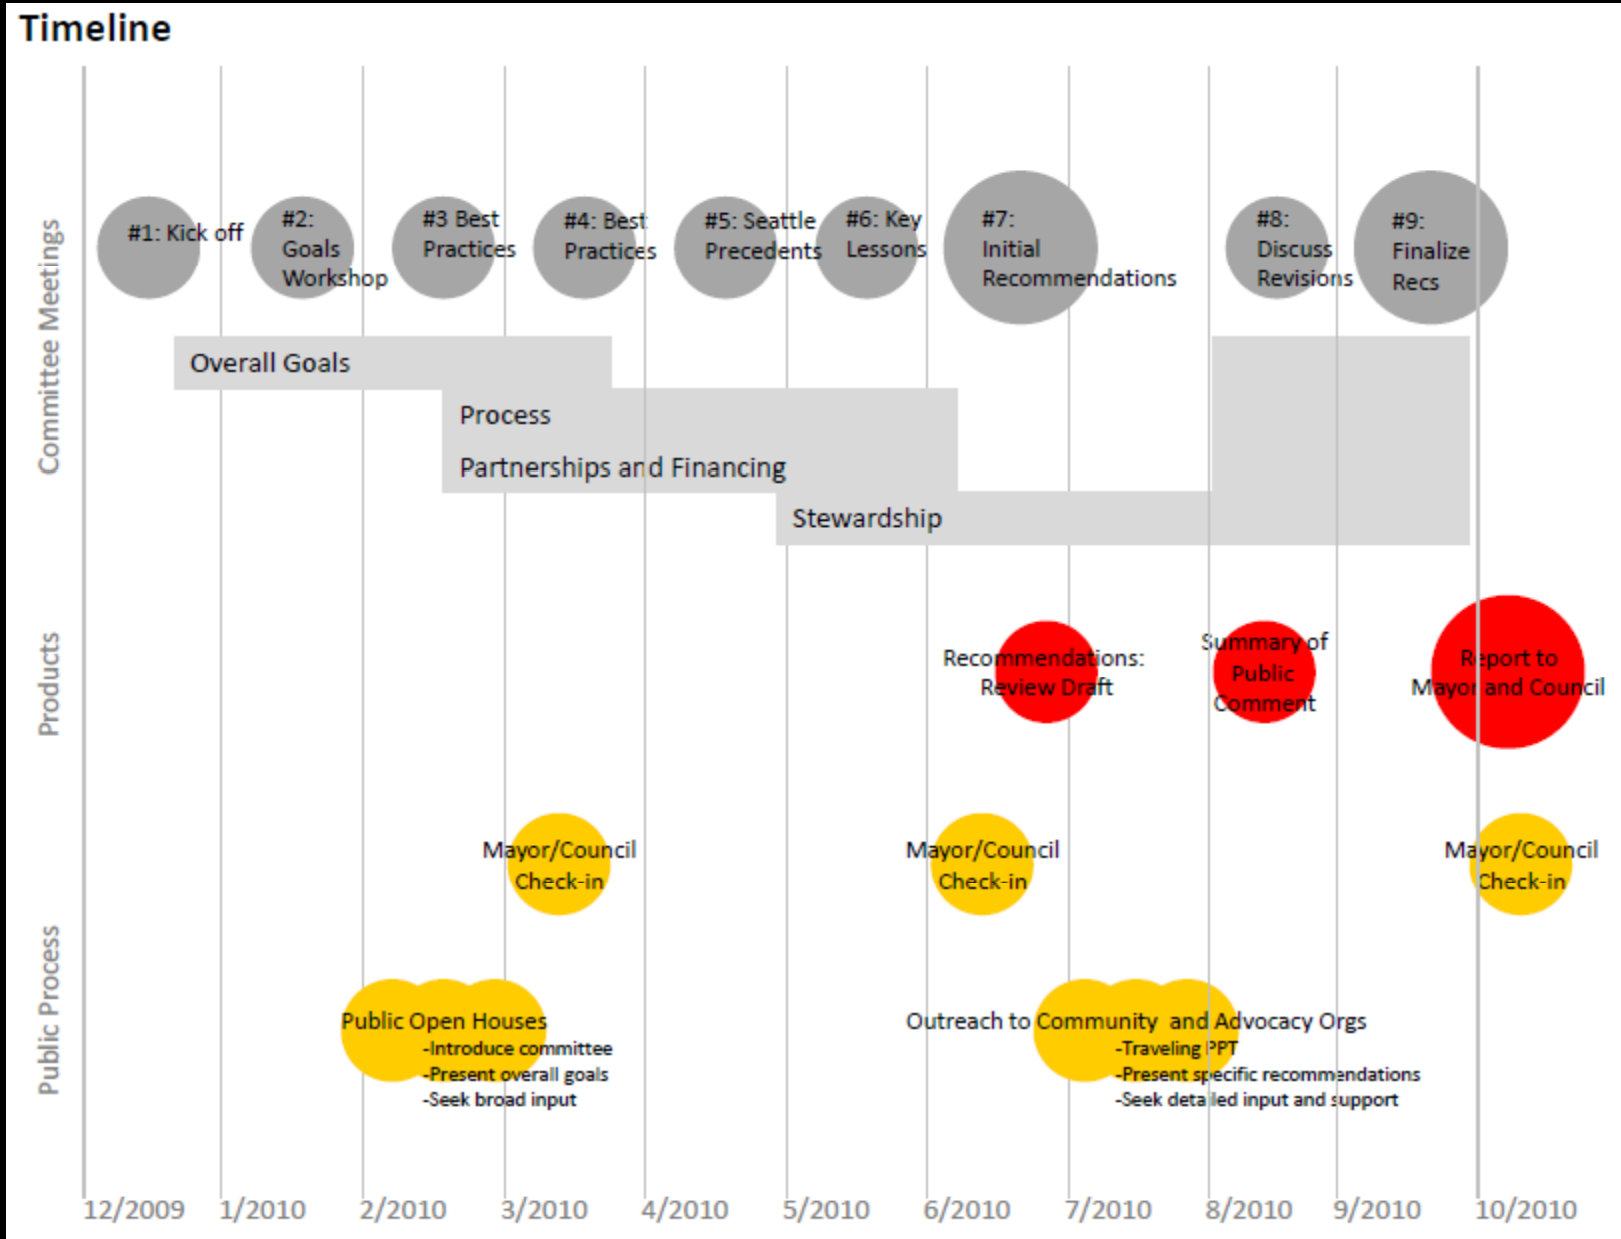 Timeline
Committee Meetings
#1: Kick off
#2:
Goals
Workshop
#3 Best
Practices
#4: Best
Practices
#5: Seattle
Precedents
#6: Key
Lessons
#7:
Initial
Recommendations
#8:
Discuss
Revisions
#9:
Finalize
Recs
Overall Goals
Process
Partnerships and Financing
Stewardship
Products
Recommendations:
Review Draft
Summary of
Public
Comment
Report to
Mayor and Council
Public Process
Mayor/Council
Check-in
Mayor/Council
Check-in
Mayor/Council
Check-in
Public Open Houses
-Introduce committee
-Present overall goals
-Seek broad input
Outreach to Community and Advocacy Orgs
-Traveling PPT
-Present specific recommendations
-Seek detailed input and support
12/2009 1/2010 2/2010 3/2010 4/2010 5/2010 6/2010 7/2010 8/2010 9/2010 10/2010